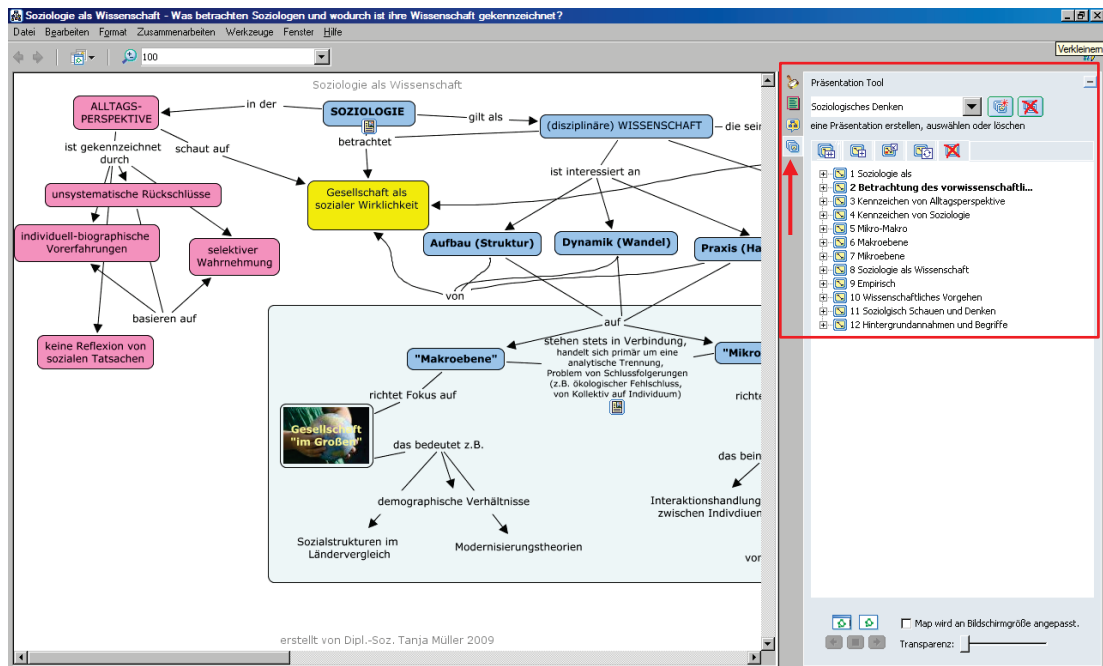 Soziologie als Wissenschaft - Was betrachten Soziologen und wodurch ist ihre Wissenschaft gekennzeichnet?
Datei Bearbeiten Format Zusammenarbeiten Werkzeuge Fenster Hilfe
Verkleinern
100
Soziologie als Wissenschaft
ALLTAGS-
PERSPEKTIVE
in der
SOZIOLOGIE
gilt als
(disziplinäre) WISSENSCHAFT
die sei
ist gekennzeichnet
durch
schaut auf
betrachtet
ist interessiert an
unsystematische Rückschlüsse
Gesellschaft als
sozialer Wirklichkeit
individuell-biographische
Vorerfahrungen
selektiver
Wahrnehmung
Aufbau (Struktur)
Dynamik (Wandel)
Praxis (Ha
von
basieren auf
auf
keine Reflexion von
sozialen Tatsachen
"Makroebene"
stehen stets in Verbindung,
handelt sich primär um eine
analytische Trennung,
Problem von Schlussfolgerungen
(z.B. ökologischer Fehlschluss,
von Kollektiv auf Individuum)
"Mikro
richtet Fokus auf
richte
Gesellschaft
"im Großen"
das bedeutet z.B.
das bein
demographische Verhältnisse
Interaktionshandlung
zwischen Indivdiuen
Sozialstrukturen im
Ländervergleich
Modernisierungstheorien
vor
erstellt von Dipl.-Soz. Tanja Müller 2009
Präsentation Tool
Soziologisches Denken
eine Präsentation erstellen, auswählen oder löschen
1 Soziologie als
2 Betrachtung des vorwissenschaftli...
3 Kennzeichen von Alltagsperspektive
4 Kennzeichen von Soziologie
5 Mikro-Makro
6 Makroebene
7 Mikroebene
8 Soziologie als Wissenschaft
9 Empirisch
10 Wissenschaftliches Vorgehen
11 Soziolgisch Schauen und Denken
12 Hintergrundannahmen und Begriffe
Map wird an Bildschirmgröße angepasst.
Transparenz: